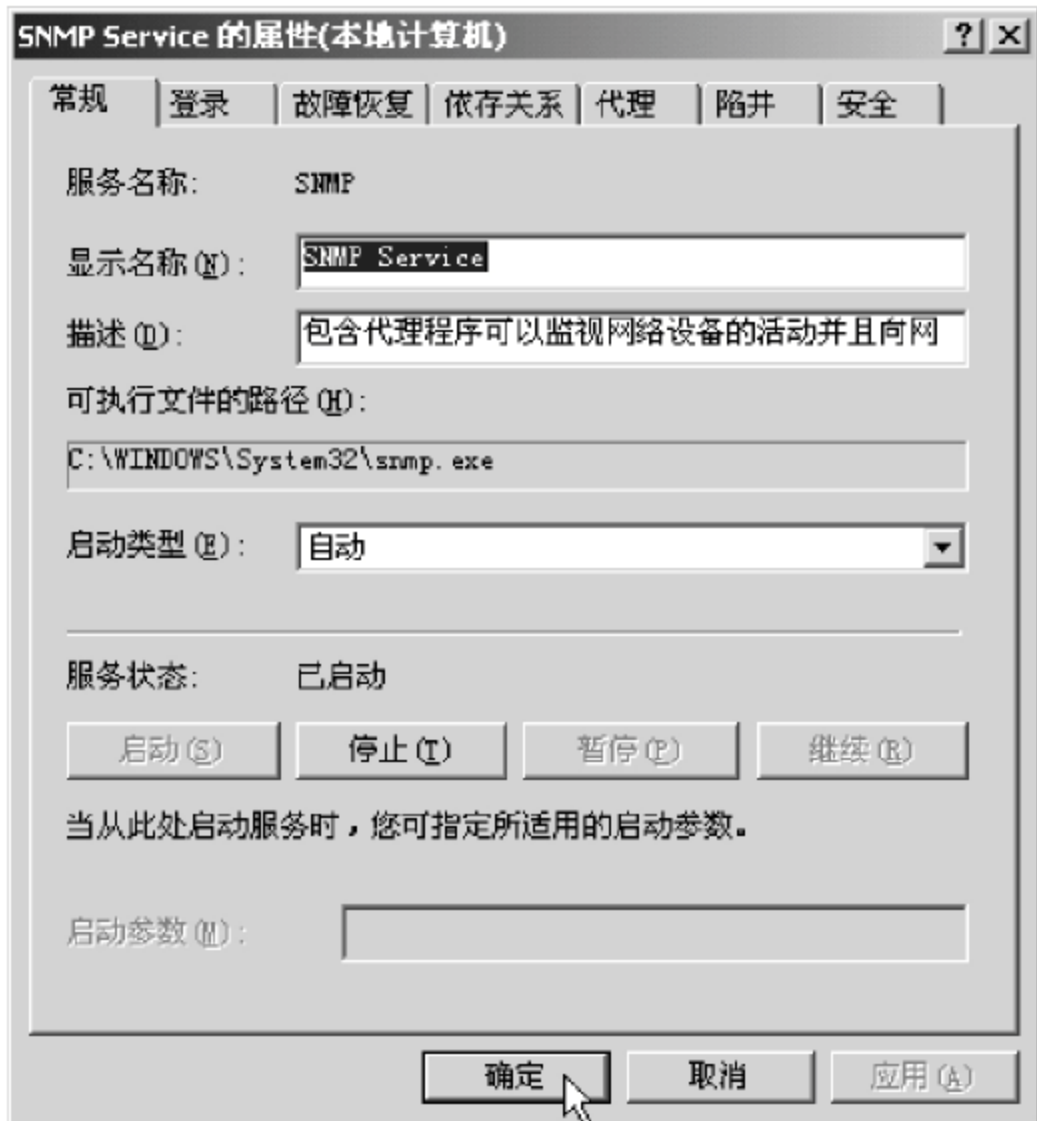 SNMP Service 的属性(本地计算机)
常规 登录 故障恢复 依存关系 代理 陷井 安全
服务名称: SNMP
显示名称(N): SNMP Service
描述(D): 包含代理程序可以监视网络设备的活动并且向网
可执行文件的路径(H):
C:\WINDOWS\System32\snmp.exe
启动类型(E): 自动
服务状态: 已启动
启动(S) 停止(T) 暂停(P) 继续(R)
当从此处启动服务时，您可指定所适用的启动参数。
启动参数(M):
确定 取消 应用(A)